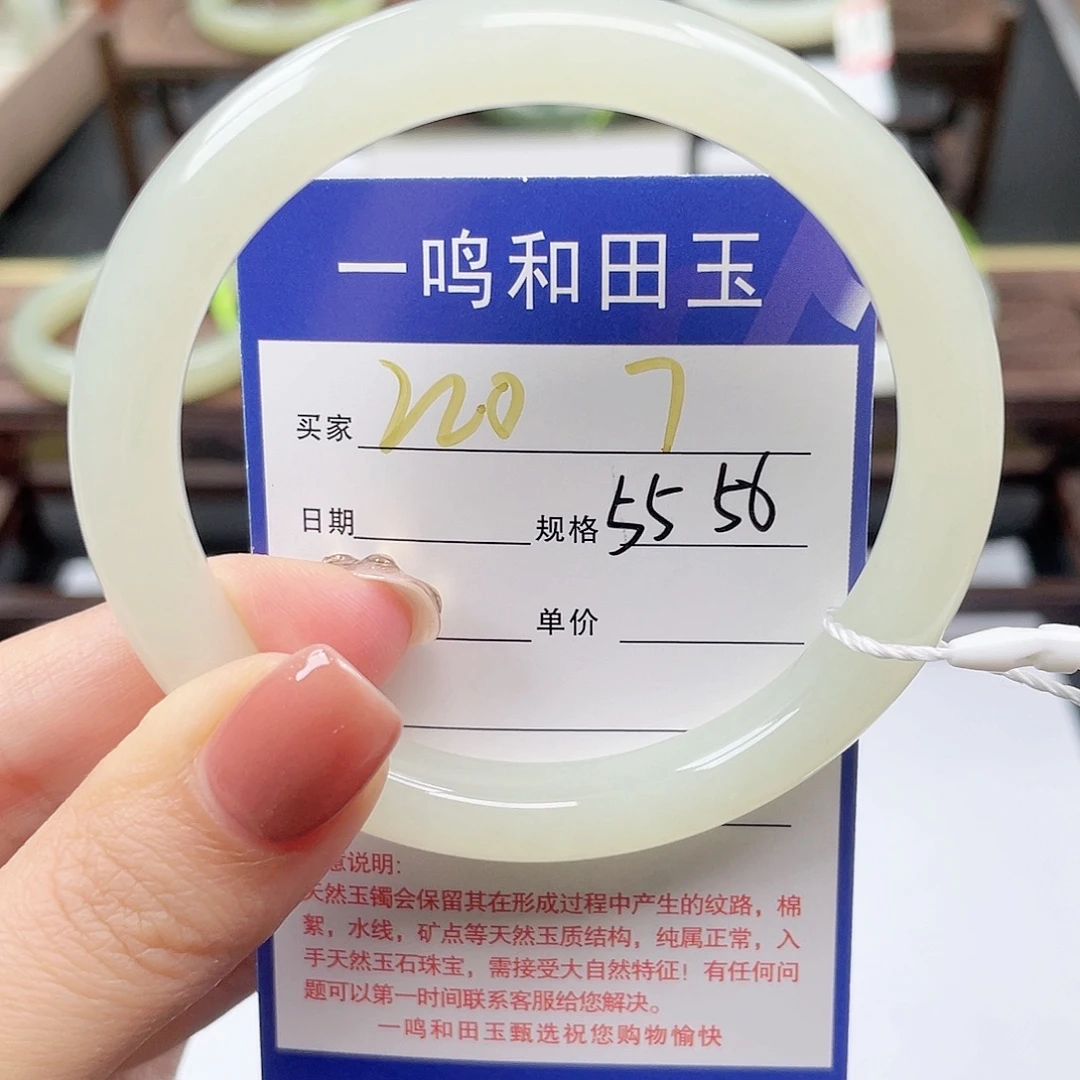 一鸣和田玉
买家 220 7
日期 规格 55 56
单价
意说明:
天然玉镯会保留其在形成过程中产生的纹路，棉
絮，水线，矿点等天然玉质结构，纯属正常，入
手天然玉石珠宝，需接受大自然特征！有任何问
题可以第一时间联系客服给您解决。
一鸣和田玉甄选祝您购物愉快